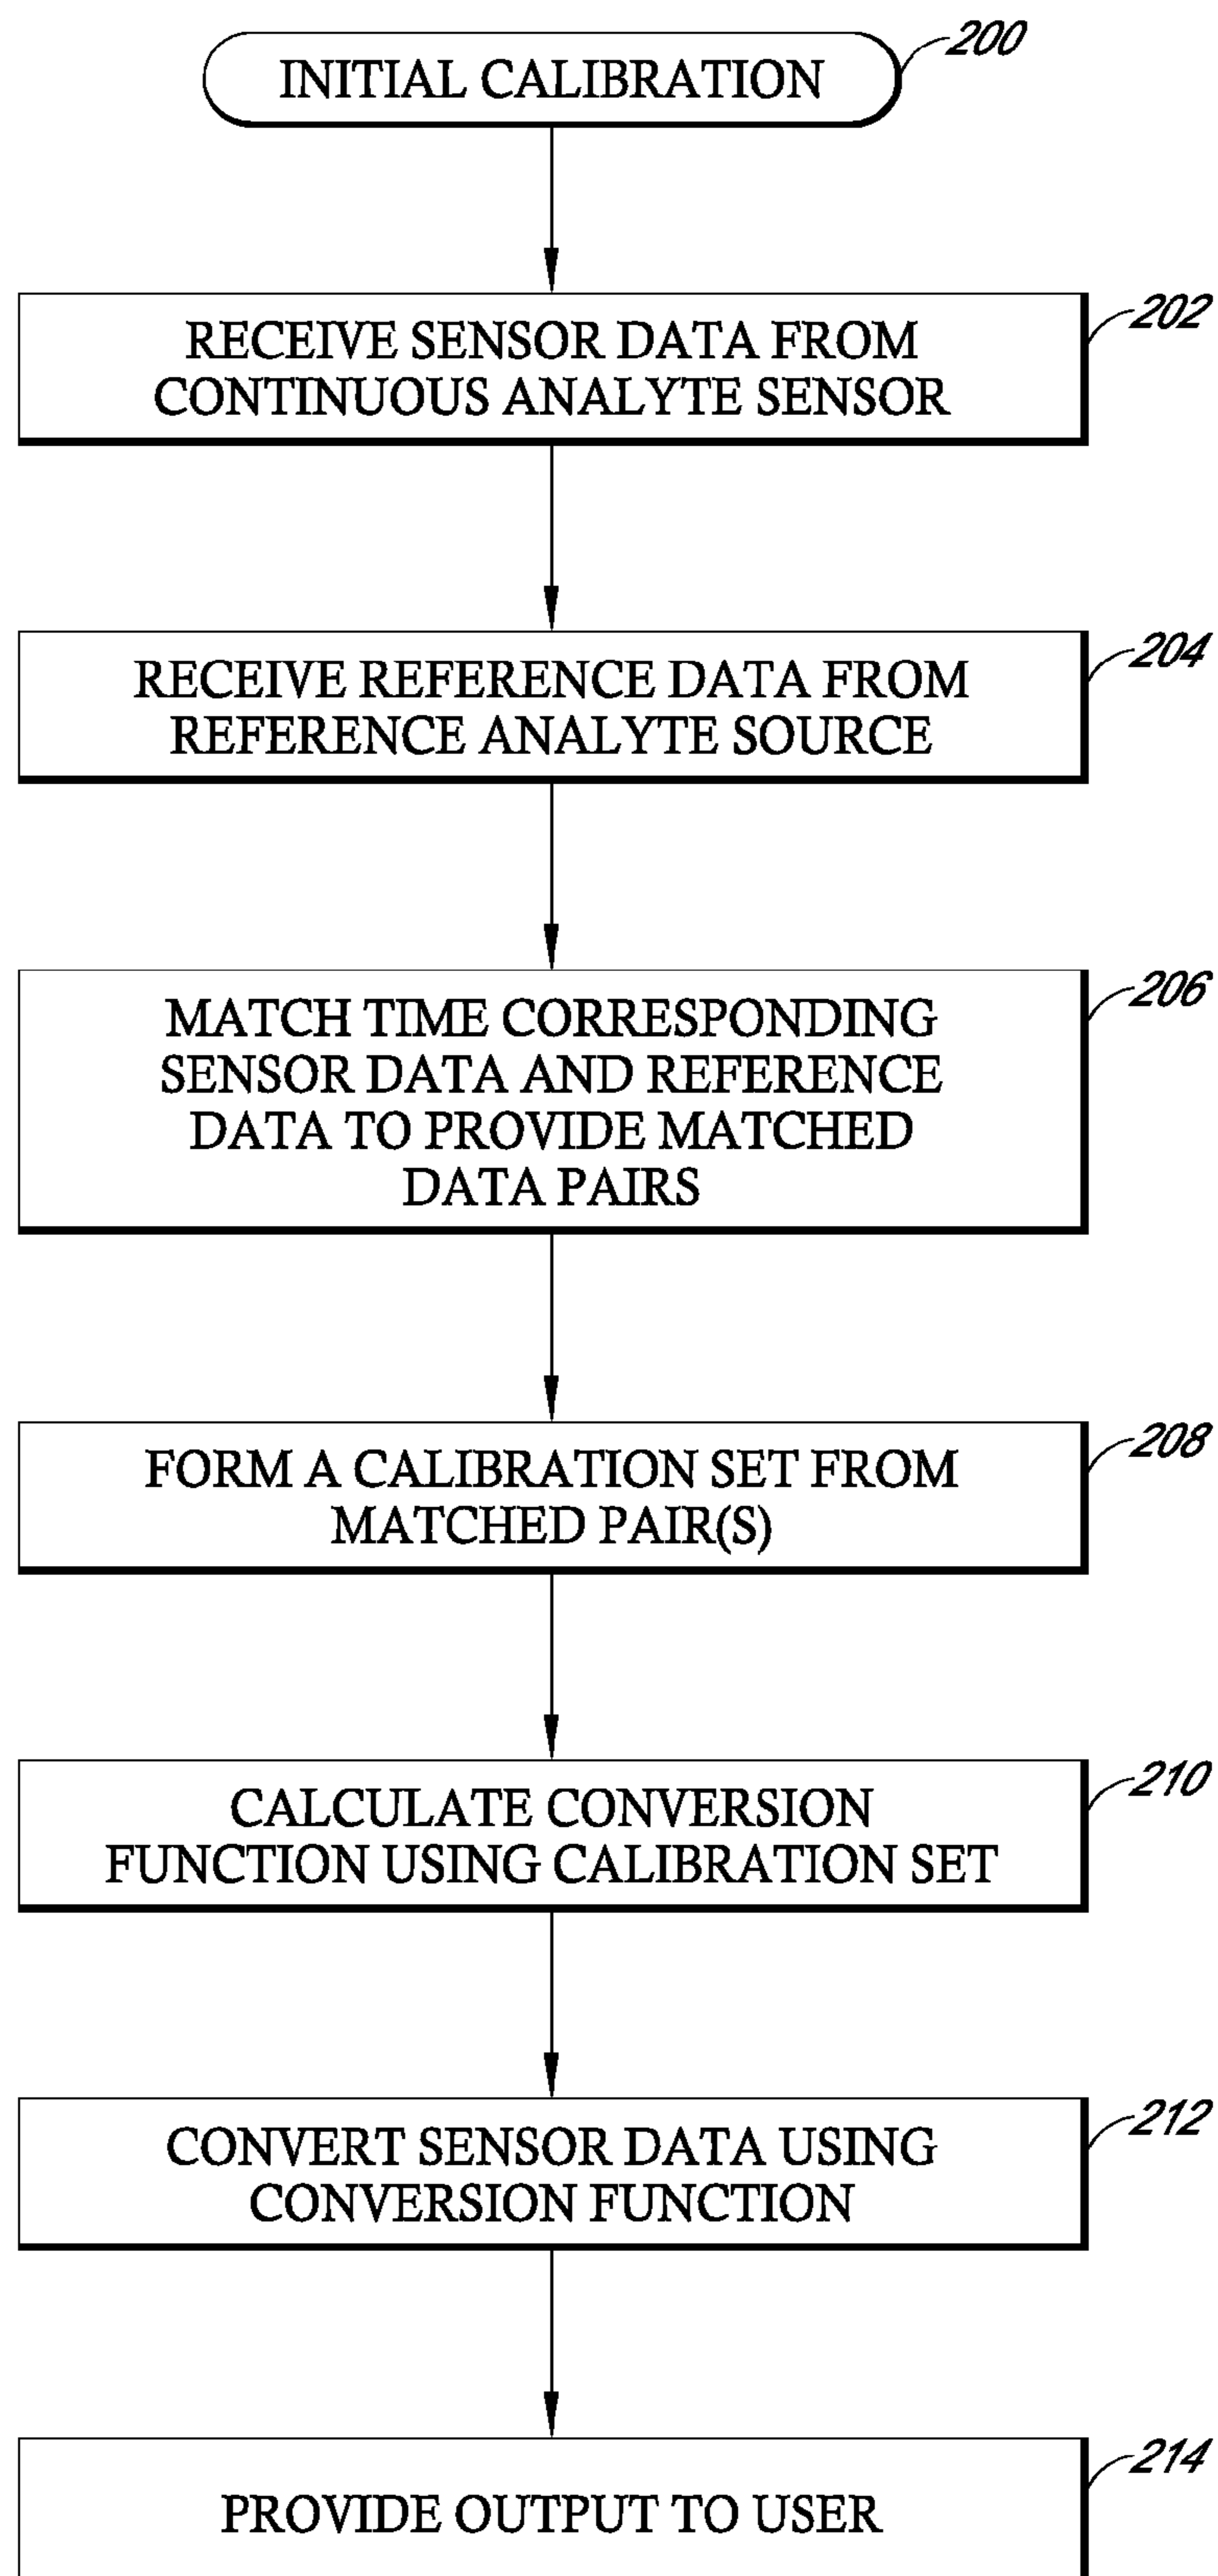 200
INITIAL CALIBRATION
202
RECEIVE SENSOR DATA FROM
CONTINUOUS ANALYTE SENSOR
204
RECEIVE REFERENCE DATA FROM
REFERENCE ANALYTE SOURCE
206
MATCH TIME CORRESPONDING
SENSOR DATA AND REFERENCE
DATA TO PROVIDE MATCHED
DATA PAIRS
208
FORM A CALIBRATION SET FROM
MATCHED PAIR(S)
210
CALCULATE CONVERSION
FUNCTION USING CALIBRATION SET
212
CONVERT SENSOR DATA USING
CONVERSION FUNCTION
214
PROVIDE OUTPUT TO USER